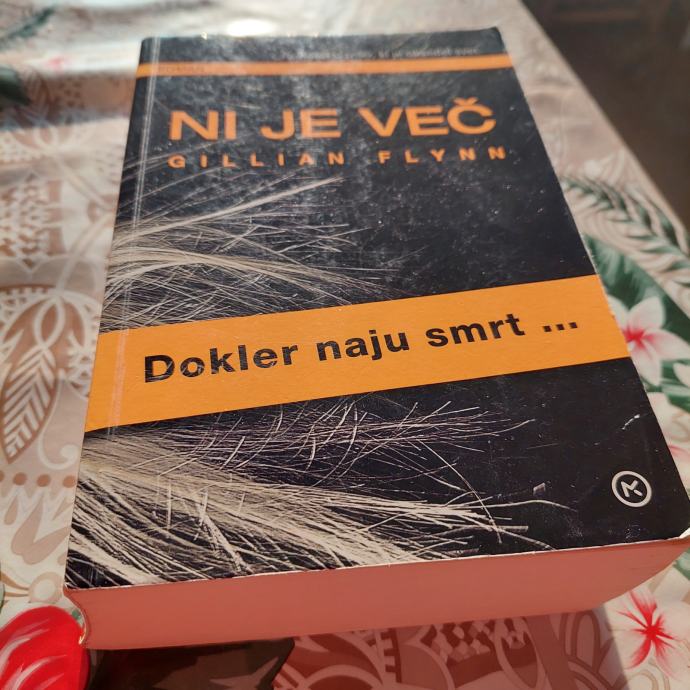 NI JE VEČ
GILLIAN FLYNN
Dokler naju smrt ...